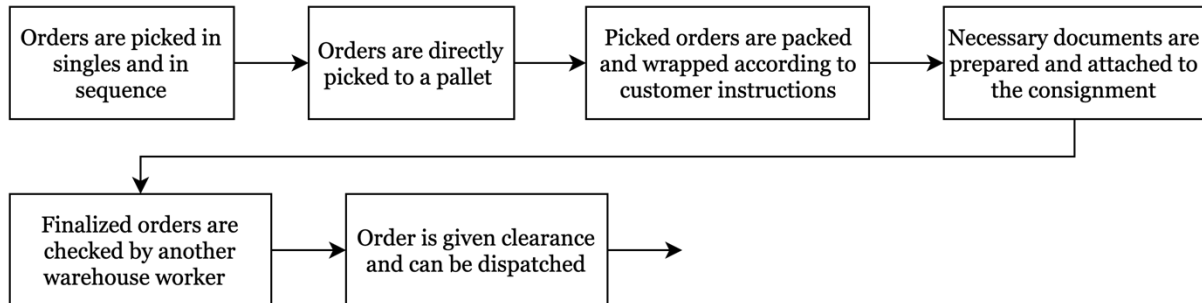 Orders are picked in
singles and in
sequence
Orders are directly
picked to a pallet
Picked orders are packed
and wrapped according to
customer instructions
Necessary documents are
prepared and attached to
the consignment
Finalized orders are
checked by another
warehouse worker
Order is given clearance
and can be dispatched